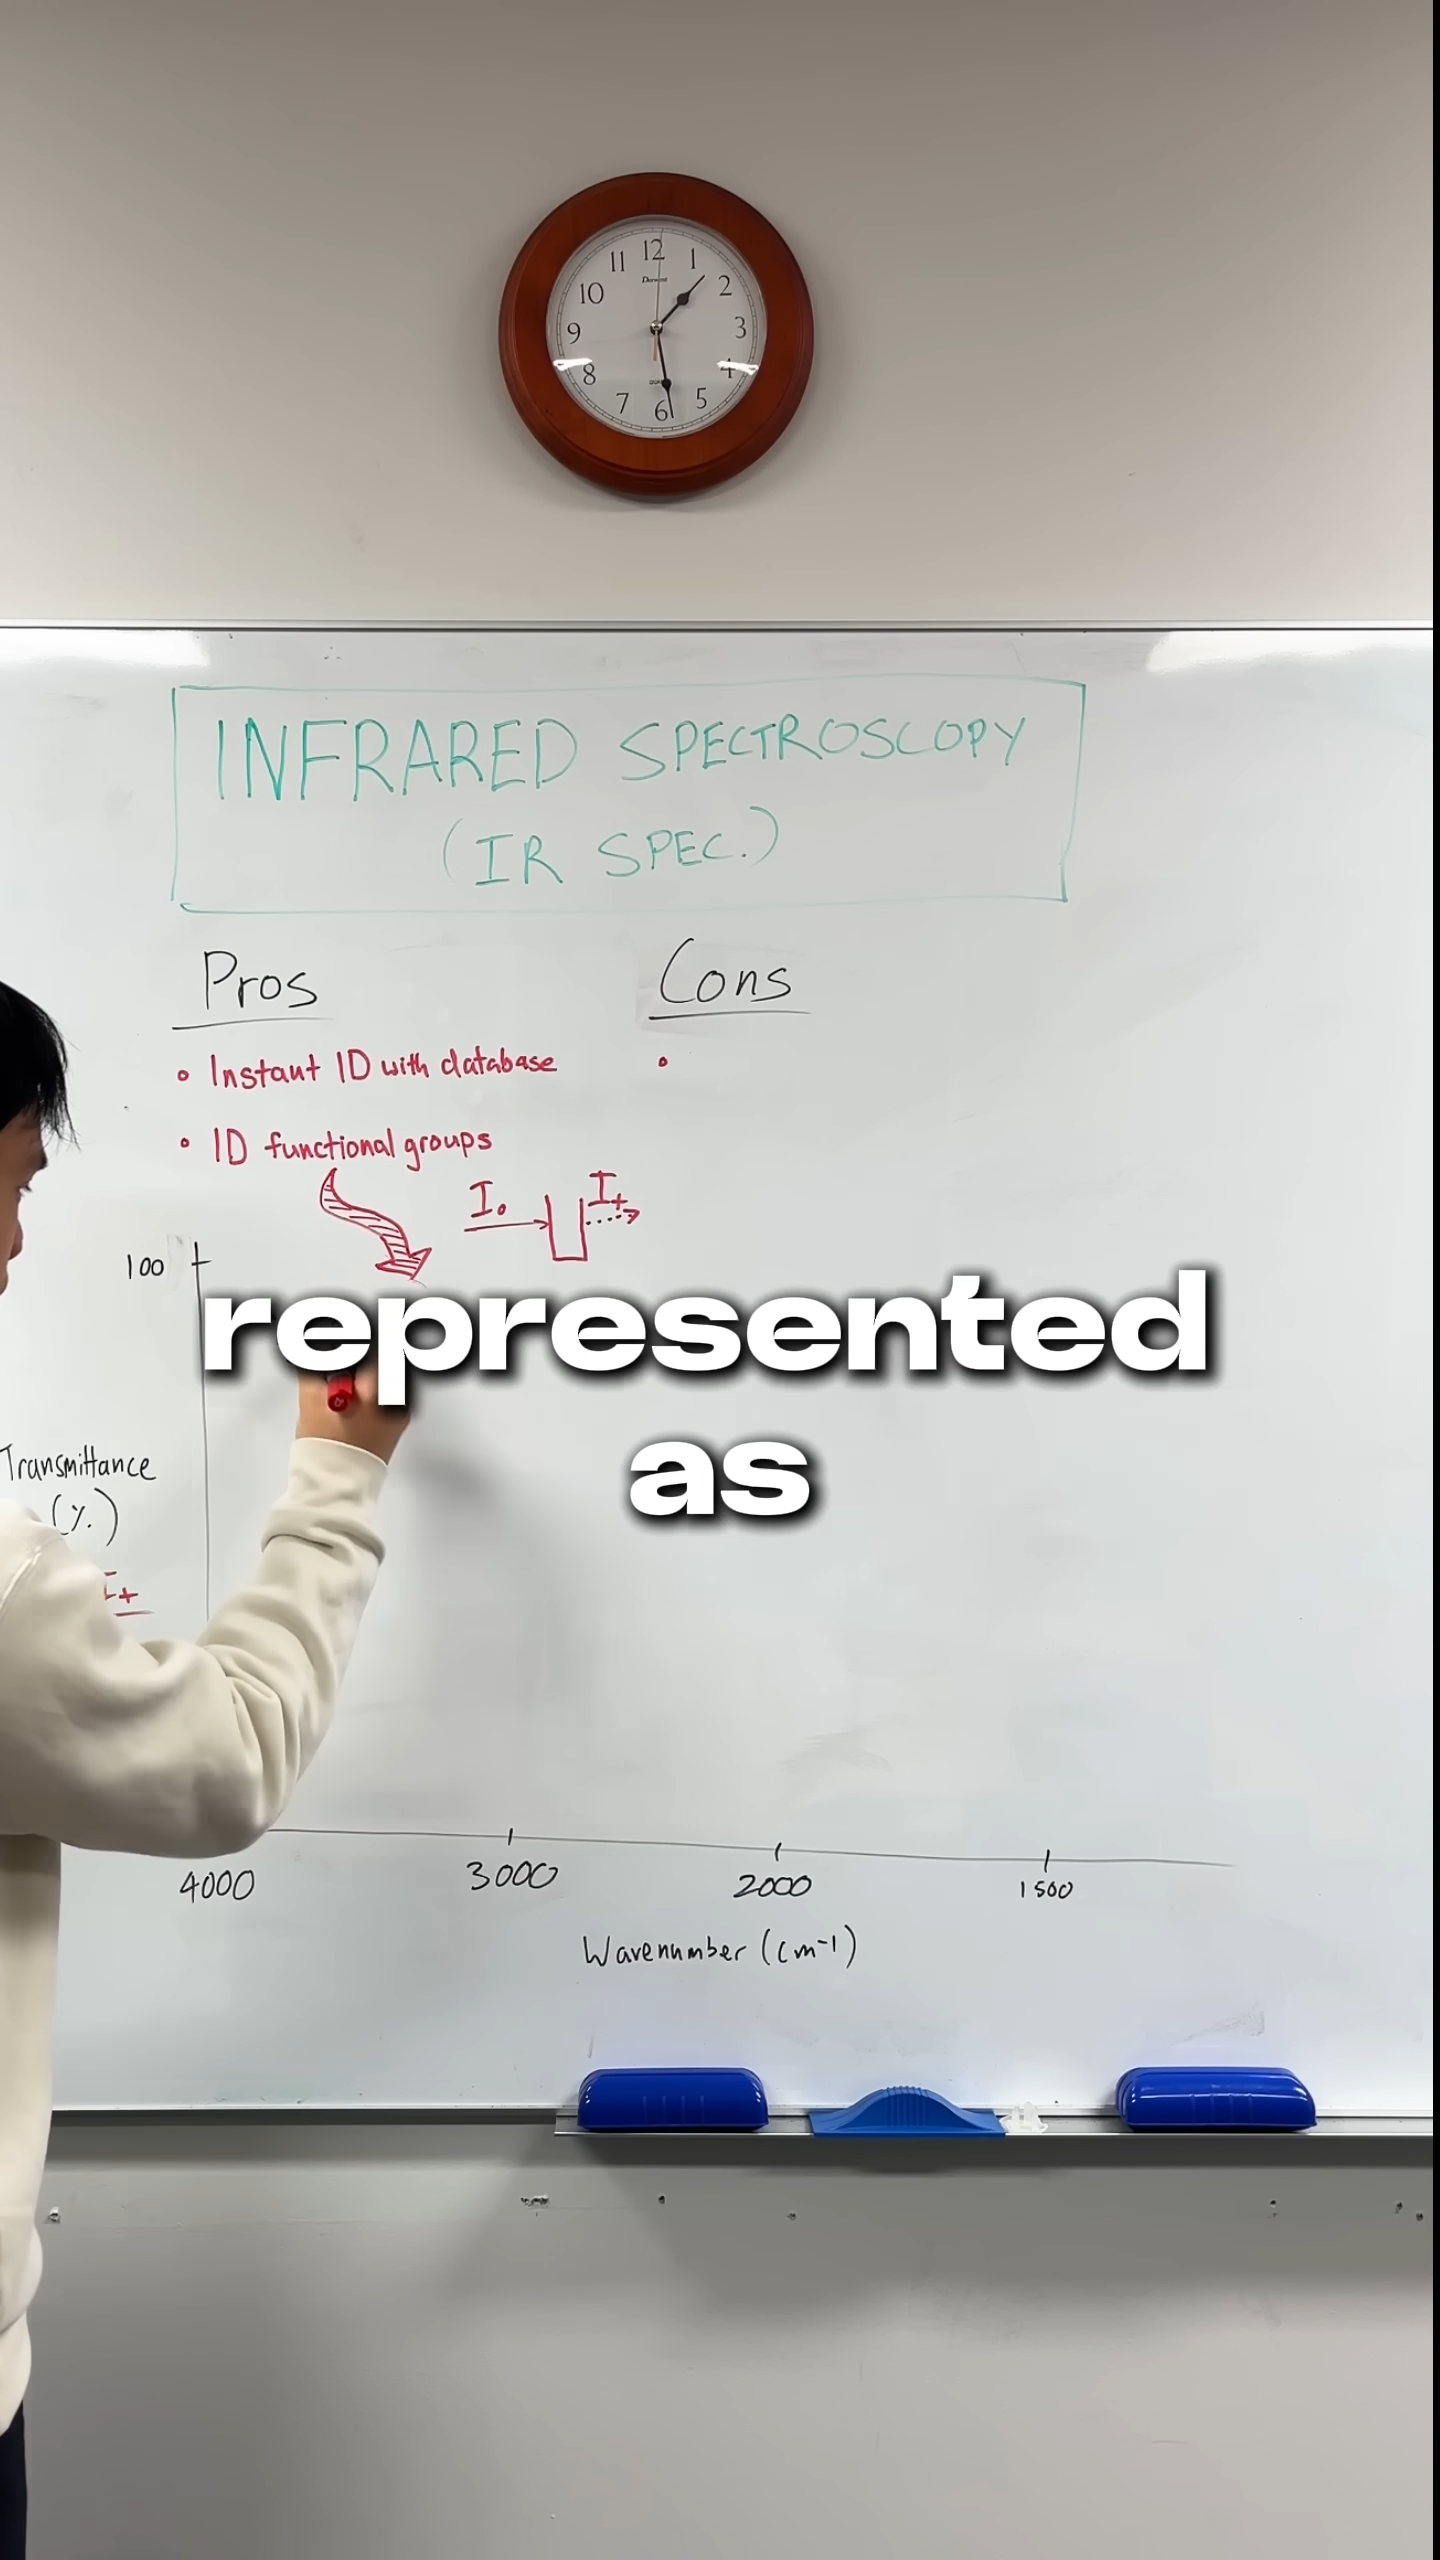 12
11 1
10 2
9 3
8 4
7 5
6
INFRARED SPECTROSCOPY
(IR SPEC.)
Pros Cons
• Instant ID with database •
• ID functional groups
I₀ I₊
100
represented
as
Transmittance
(%)
I₊
4000 3000 2000 1500
Wavenumber (cm⁻¹)